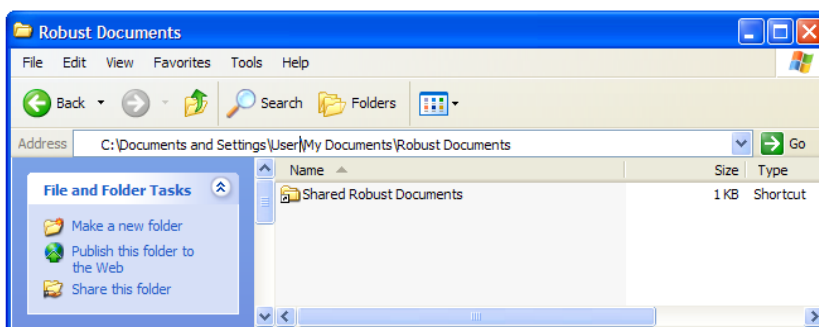 Robust Documents
File Edit View Favorites Tools Help
Back Search Folders
Address C:\Documents and Settings\User\My Documents\Robust Documents Go
Name Size Type
File and Folder Tasks
Shared Robust Documents 1 KB Shortcut
Make a new folder
Publish this folder to
the Web
Share this folder